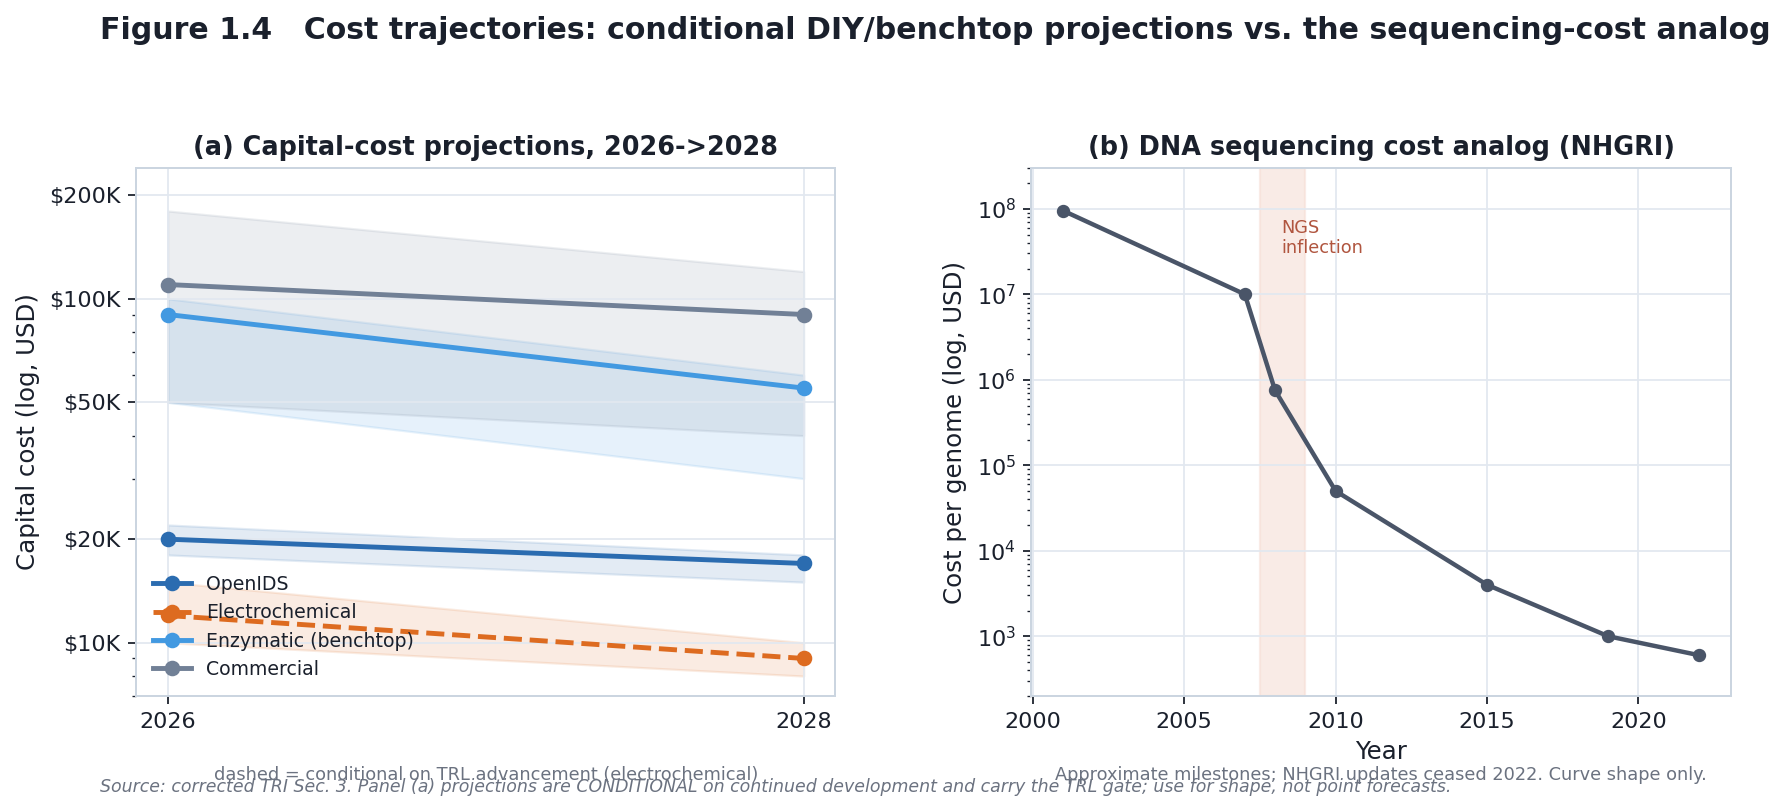 Figure 1.4   Cost trajectories: conditional DIY/benchtop projections vs. the sequencing-cost analog
(a) Capital-cost projections, 2026->2028
Capital cost (log, USD)
$200K
$100K
$50K
$20K
$10K
OpenIDS
Electrochemical
Enzymatic (benchtop)
Commercial
2026
2028
dashed = conditional on TRL advancement (electrochemical)
(b) DNA sequencing cost analog (NHGRI)
Cost per genome (log, USD)
10⁸
10⁷
10⁶
10⁵
10⁴
10³
NGS
inflection
2000
2005
2010
2015
2020
Year
Approximate milestones; NHGRI updates ceased 2022. Curve shape only.
Source: corrected TRI Sec. 3. Panel (a) projections are CONDITIONAL on continued development and carry the TRL gate; use for shape, not point forecasts.